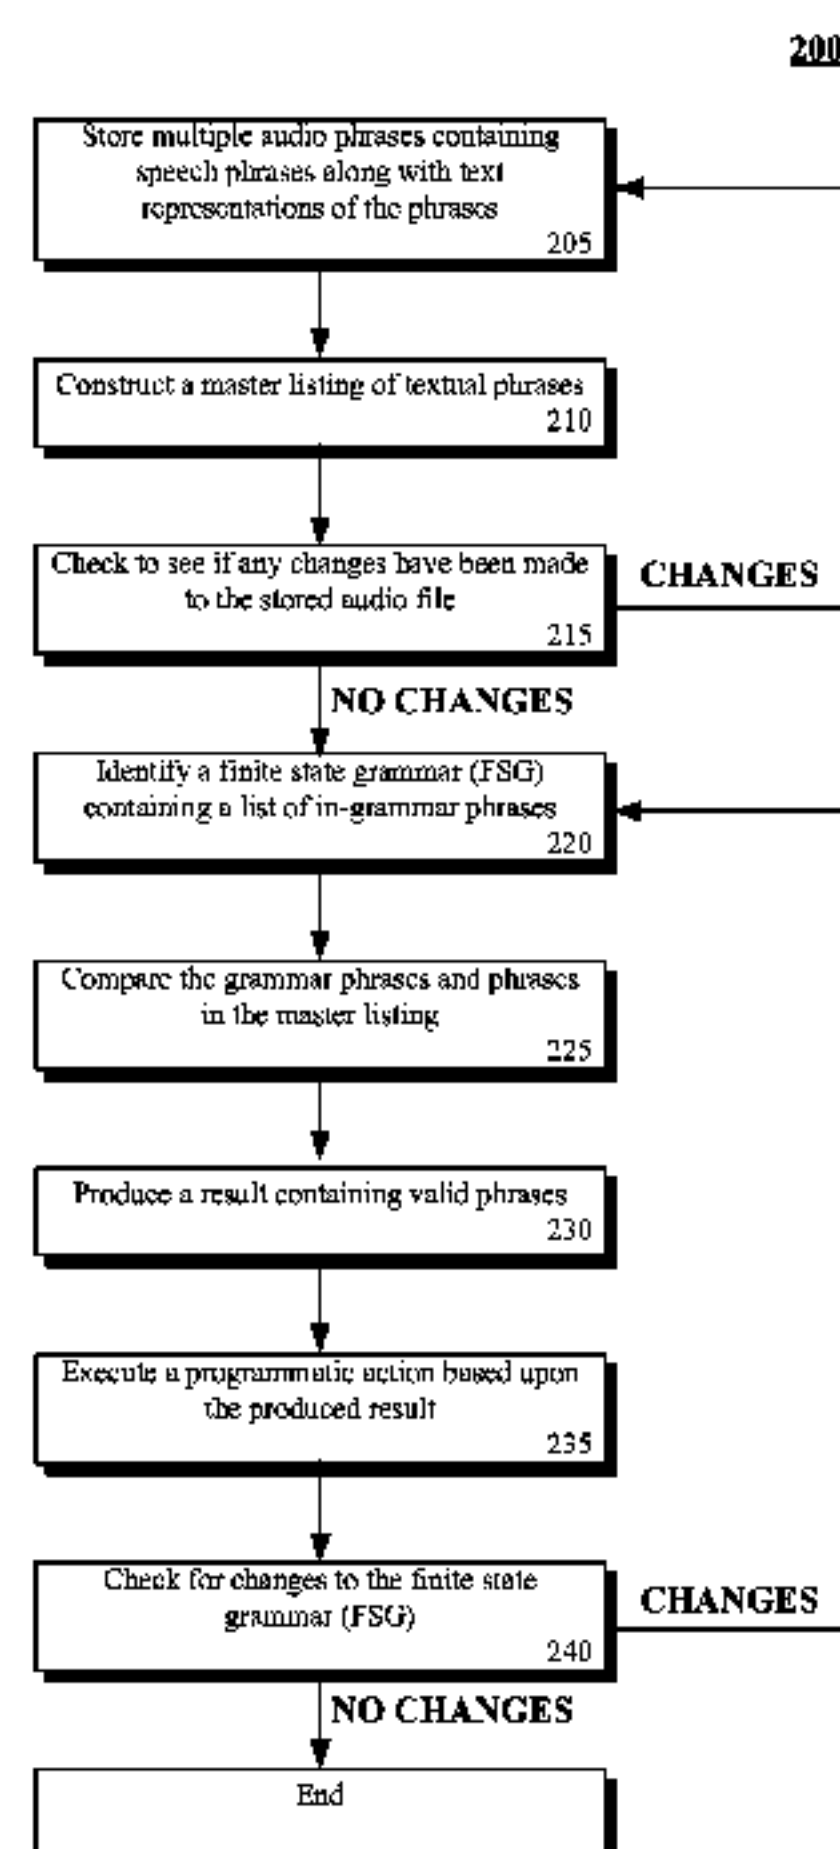 200
Store multiple audio phrases containing
speech phrases along with text
representations of the phrases
205
Construct a master listing of textual phrases
210
Check to see if any changes have been made
to the stored audio file
215
CHANGES
NO CHANGES
Identify a finite state grammar (FSG)
containing a list of in-grammar phrases
220
Compare the grammar phrases and phrases
in the master listing
225
Produce a result containing valid phrases
230
Execute a programmatic action based upon
the produced result
235
Check for changes to the finite state
grammar (FSG)
240
CHANGES
NO CHANGES
End